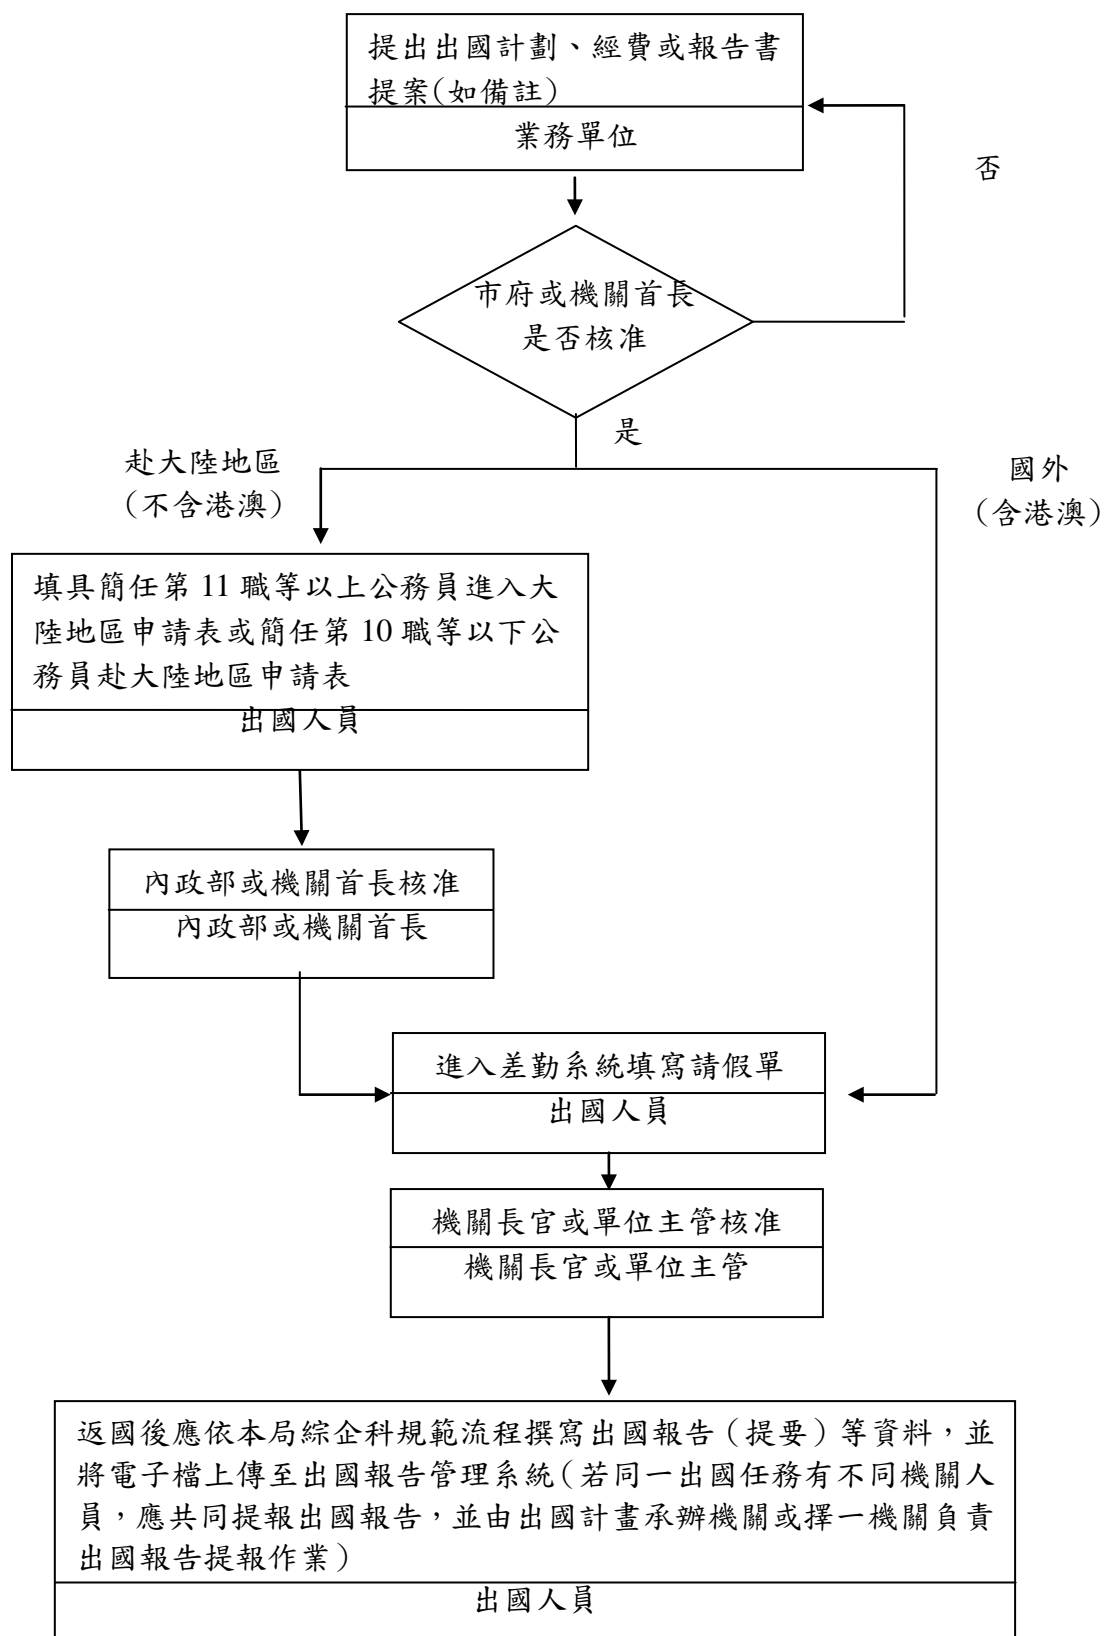 提出出國計劃、經費或報告書
提案(如備註)
業務單位
否
市府或機關首長
是否核准
是
赴大陸地區
(不含港澳)
國外
(含港澳)
填具簡任第 11 職等以上公務員進入大
陸地區申請表或簡任第 10 職等以下公
務員赴大陸地區申請表
出國人員
內政部或機關首長核准
內政部或機關首長
進入差勤系統填寫請假單
出國人員
機關長官或單位主管核准
機關長官或單位主管
返國後應依本局綜企科規範流程撰寫出國報告（提要）等資料，並
將電子檔上傳至出國報告管理系統(若同一出國任務有不同機關人
員，應共同提報出國報告，並由出國計畫承辦機關或擇一機關負責
出國報告提報作業）
出國人員